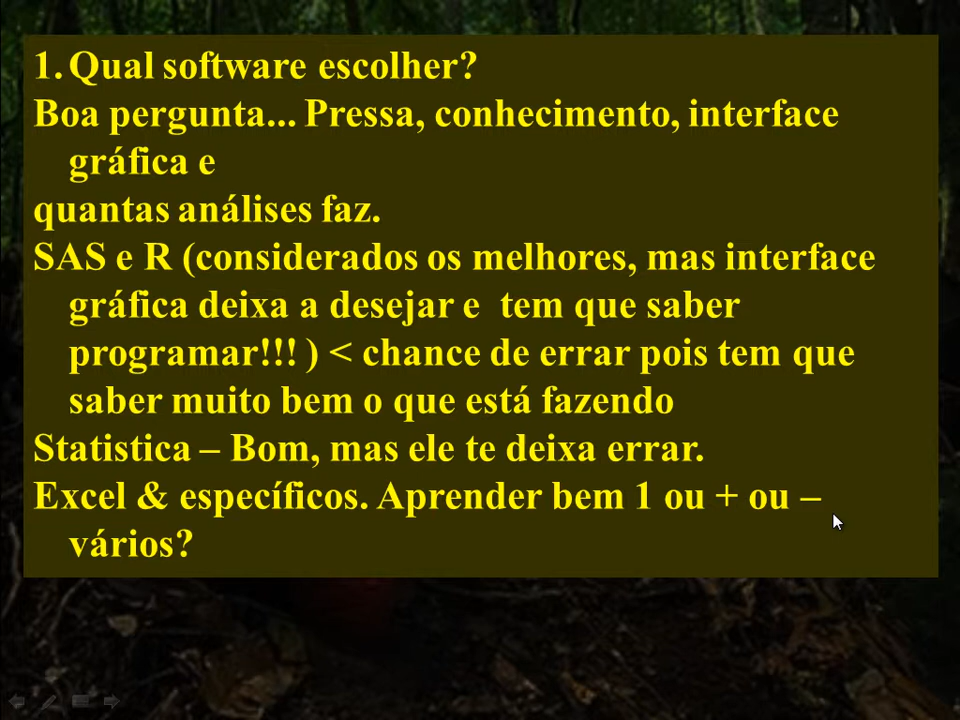 1. Qual software escolher?
Boa pergunta... Pressa, conhecimento, interface
gráfica e
quantas análises faz.
SAS e R (considerados os melhores, mas interface
gráfica deixa a desejar e  tem que saber
programar!!! ) < chance de errar pois tem que
saber muito bem o que está fazendo
Statistica – Bom, mas ele te deixa errar.
Excel & específicos. Aprender bem 1 ou + ou –
vários?